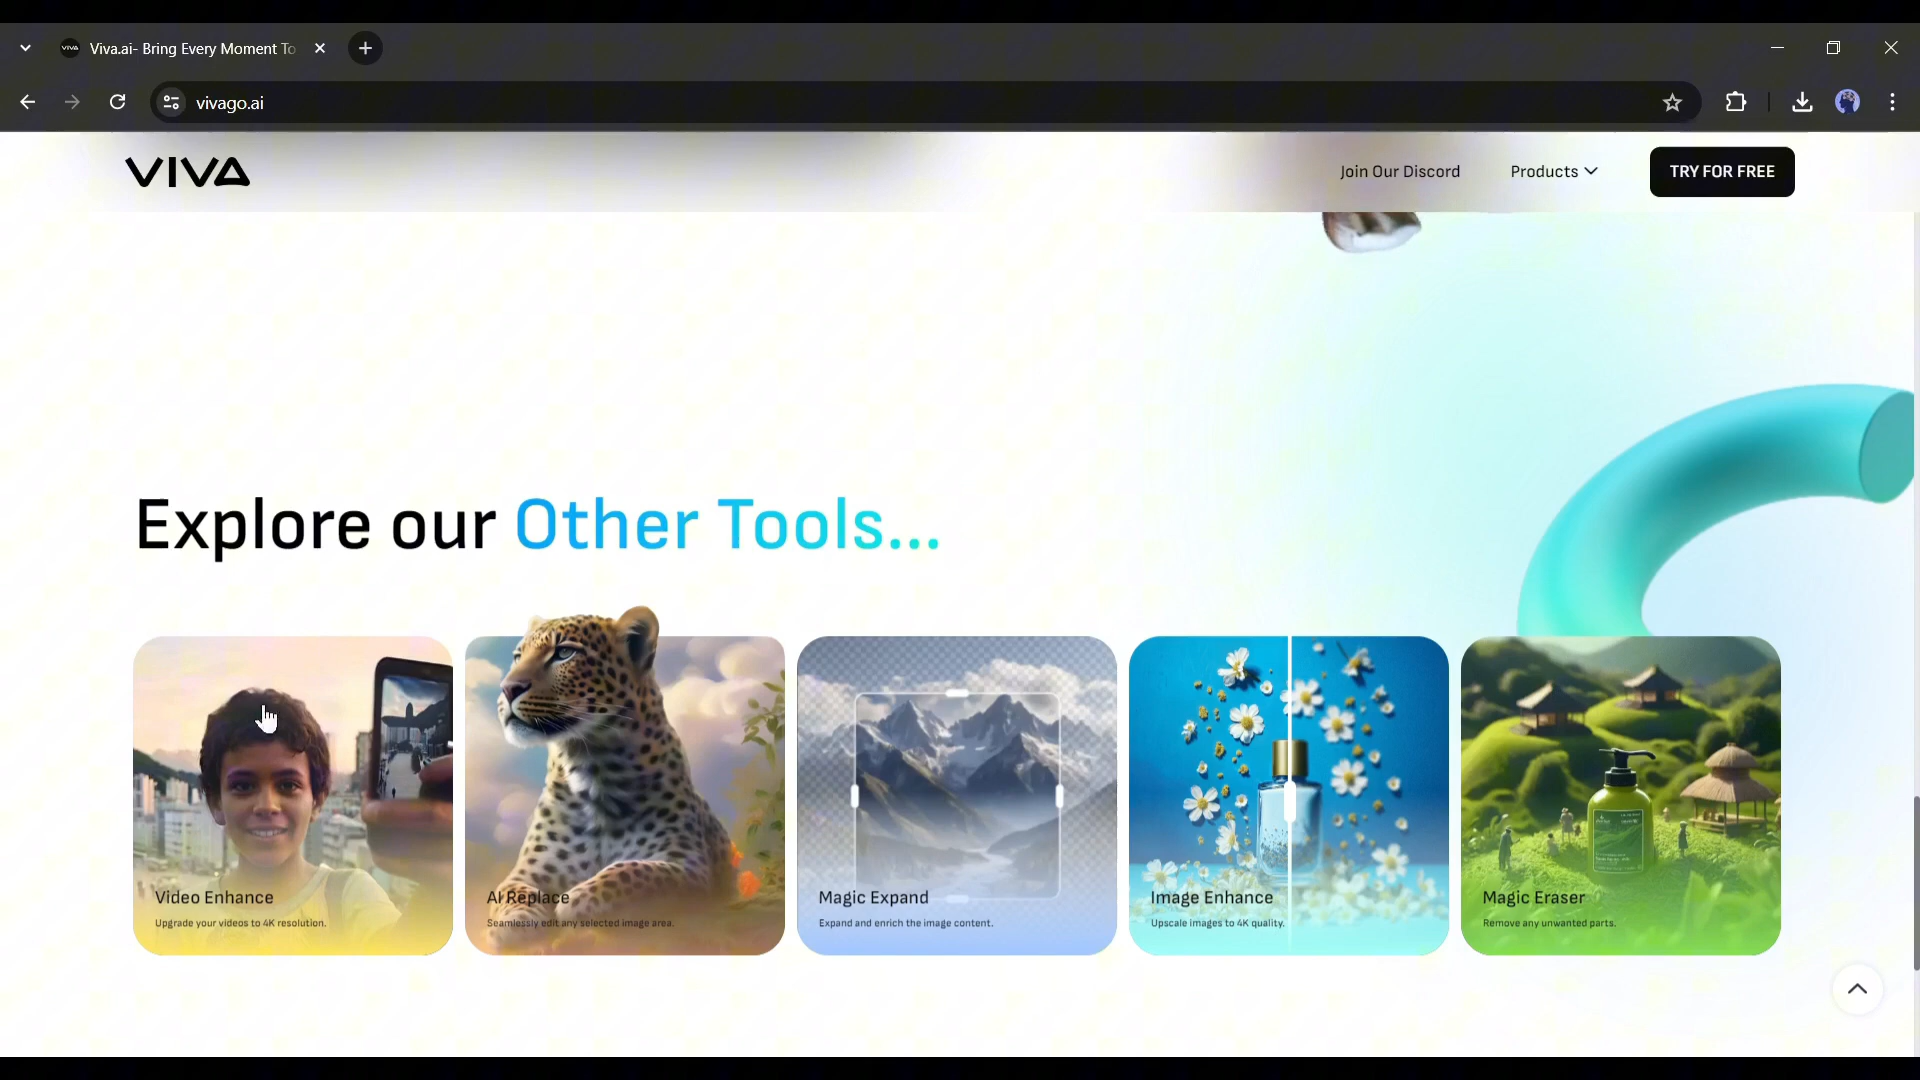 VIVA
Viva.ai- Bring Every Moment To
vivago.ai
VIVA
Join Our Discord
Products
TRY FOR FREE
Explore our Other Tools...
Video Enhance
Upgrade your videos to 4K resolution.
AI Replace
Seamlessly edit any selected image area.
Magic Expand
Expand and enrich the image content.
Image Enhance
Upscale images to 4K quality.
Magic Eraser
Remove any unwanted parts.